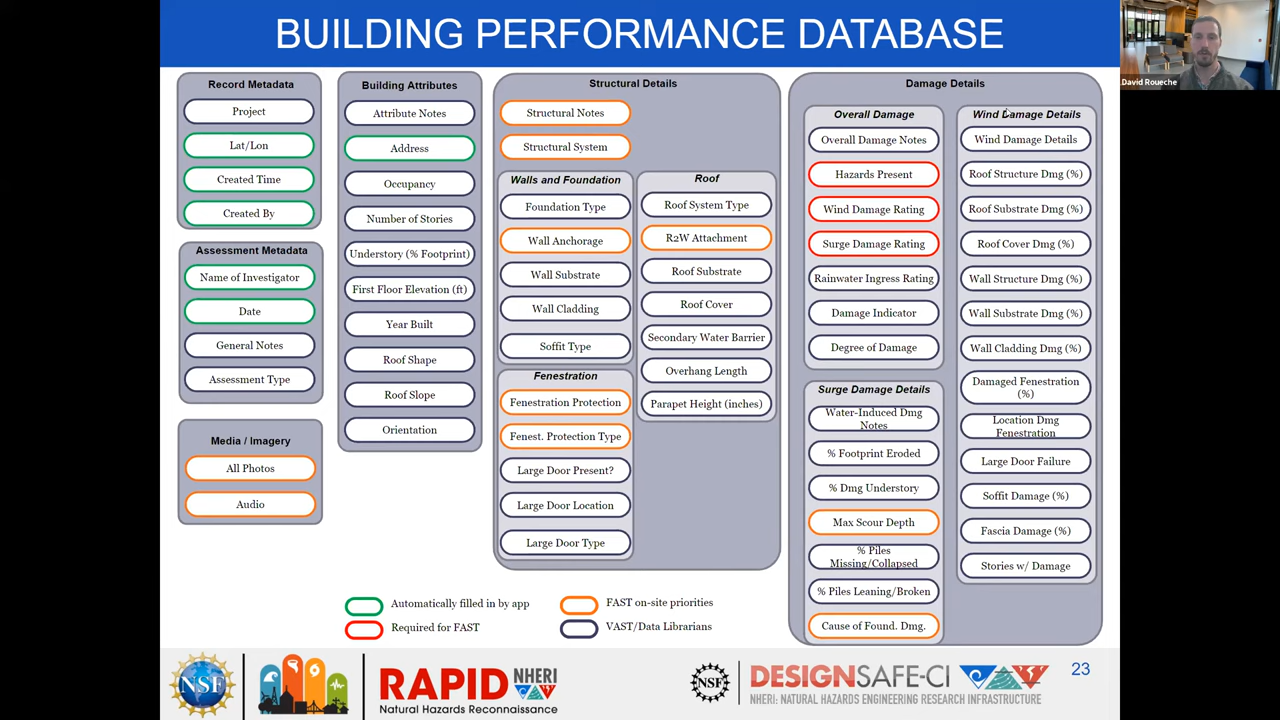 BUILDING PERFORMANCE DATABASE
David Roueche
Record Metadata
Project
Lat/Lon
Created Time
Created By
Assessment Metadata
Name of Investigator
Date
General Notes
Assessment Type
Media / Imagery
All Photos
Audio
Building Attributes
Attribute Notes
Address
Occupancy
Number of Stories
Understory (% Footprint)
First Floor Elevation (ft)
Year Built
Roof Shape
Roof Slope
Orientation
Structural Details
Structural Notes
Structural System
Walls and Foundation
Foundation Type
Wall Anchorage
Wall Substrate
Wall Cladding
Soffit Type
Fenestration
Fenestration Protection
Fenest. Protection Type
Large Door Present?
Large Door Location
Large Door Type
Roof
Roof System Type
R2W Attachment
Roof Substrate
Roof Cover
Secondary Water Barrier
Overhang Length
Parapet Height (inches)
Damage Details
Overall Damage
Overall Damage Notes
Hazards Present
Wind Damage Rating
Surge Damage Rating
Rainwater Ingress Rating
Damage Indicator
Degree of Damage
Surge Damage Details
Water-Induced Dmg
Notes
% Footprint Eroded
% Dmg Understory
Max Scour Depth
% Piles
Missing/Collapsed
% Piles Leaning/Broken
Cause of Found. Dmg.
Wind Damage Details
Wind Damage Details
Roof Structure Dmg (%)
Roof Substrate Dmg (%)
Roof Cover Dmg (%)
Wall Structure Dmg (%)
Wall Substrate Dmg (%)
Wall Cladding Dmg (%)
Damaged Fenestration
(%)
Location Dmg
Fenestration
Large Door Failure
Soffit Damage (%)
Fascia Damage (%)
Stories w/ Damage
Automatically filled in by app
Required for FAST
FAST on-site priorities
VAST/Data Librarians
NSF
RAPID NHERI
Natural Hazards Reconnaissance
NSF
DESIGNSAFE-CI
NHERI: NATURAL HAZARDS ENGINEERING RESEARCH INFRASTRUCTURE
23